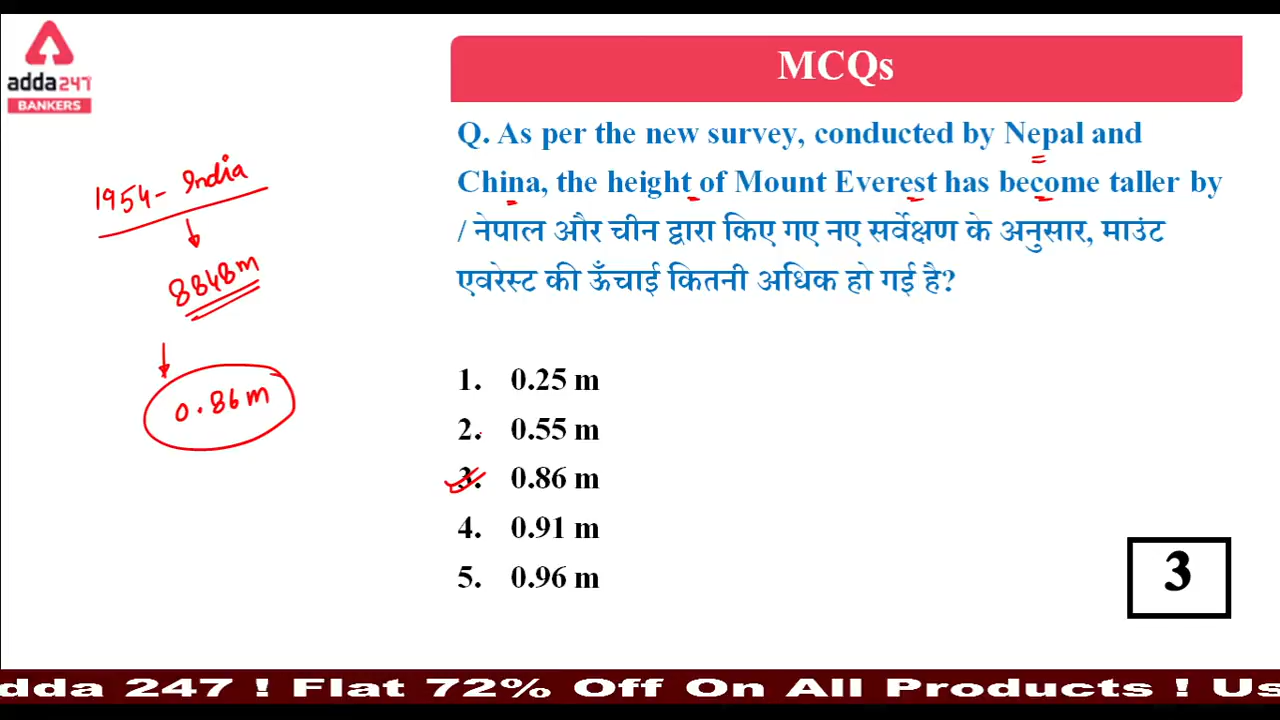 adda247
BANKERS
MCQs
Q. As per the new survey, conducted by Nepal and
China, the height of Mount Everest has become taller by
/ नेपाल और चीन द्वारा किए गए नए सर्वेक्षण के अनुसार, माउंट
एवरेस्ट की ऊँचाई कितनी अधिक हो गई है?
1954 - India
8848m
0.86m
1. 0.25 m
2. 0.55 m
3. 0.86 m
4. 0.91 m
5. 0.96 m
3
dda 247 ! Flat 72% Off On All Products ! Us